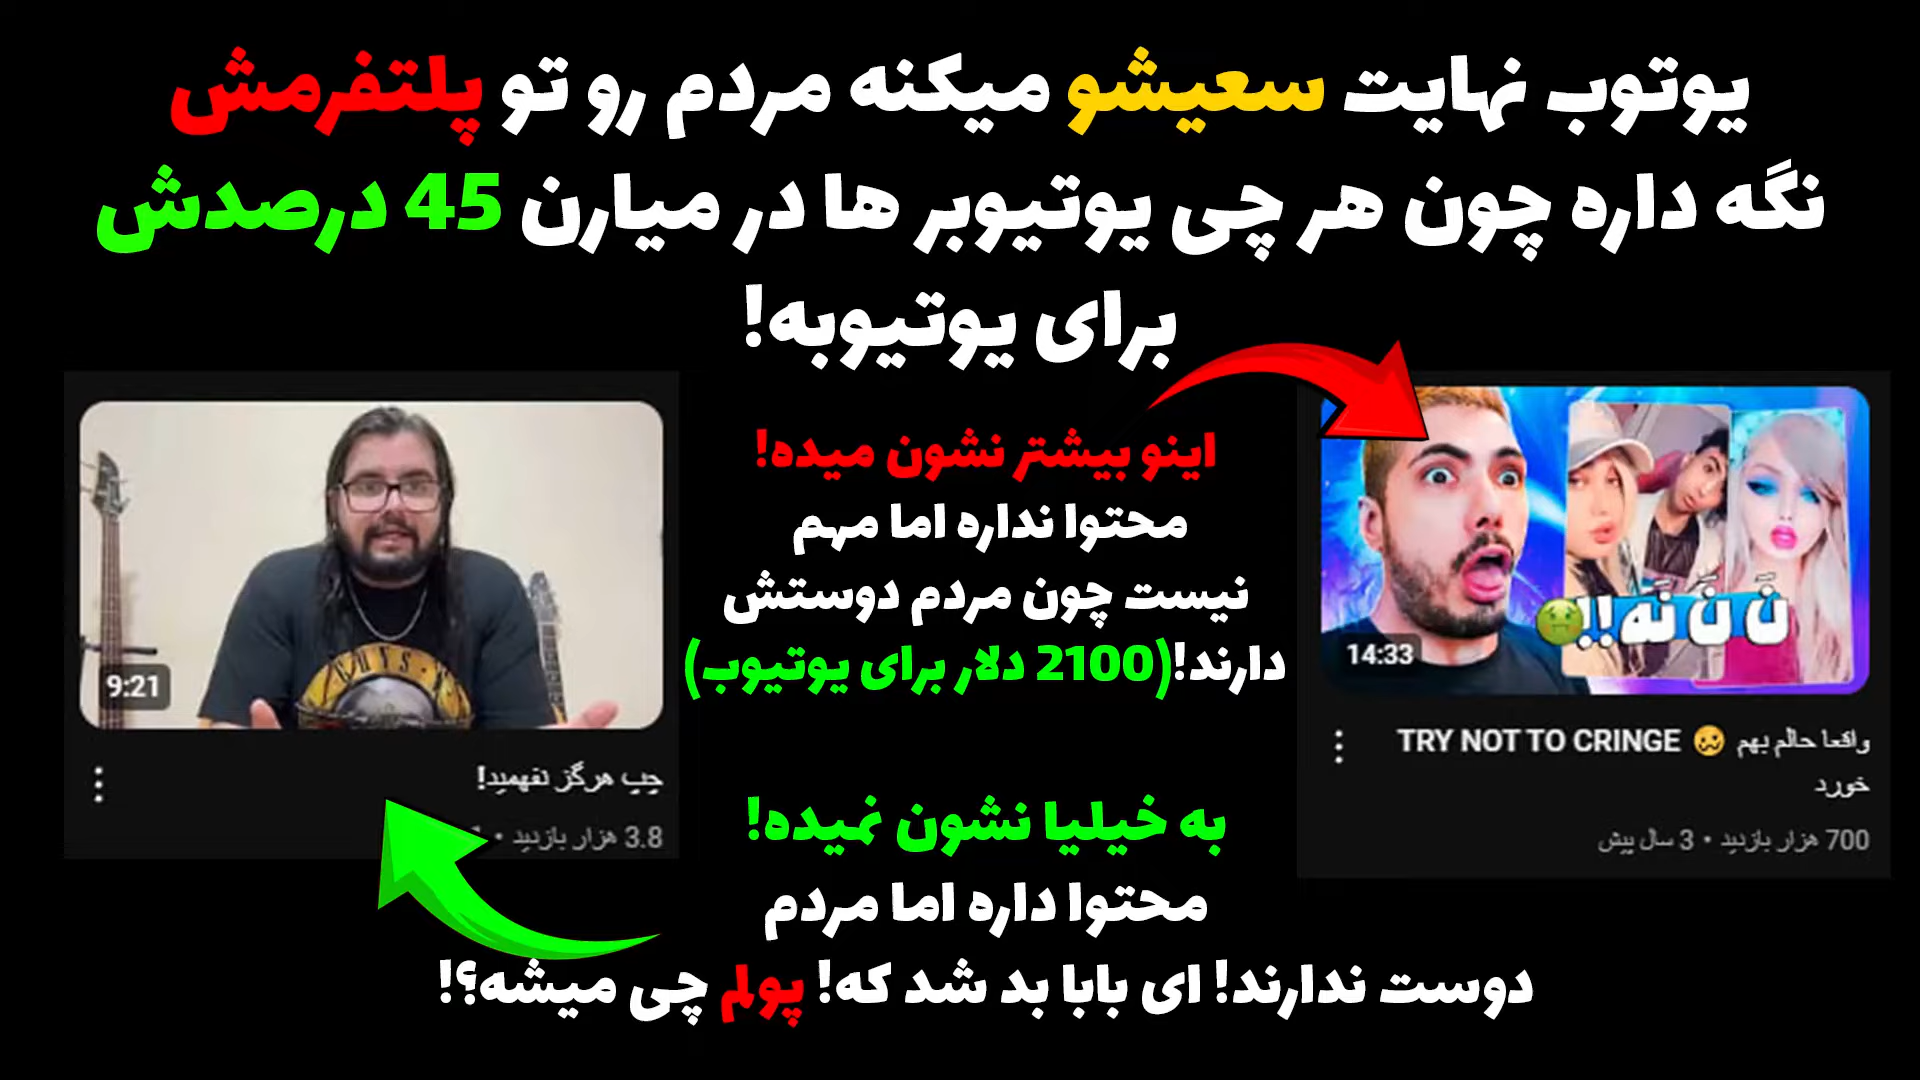 یوتوب نهایت سعیشو میکنه مردم رو تو پلتفرمش
نگه داره چون هر چی یوتیوبر ها در میارن 45 درصدش
برای یوتیوبه!
اینو بیشتر نشون میده!
محتوا نداره اما مهم
نیست چون مردم دوستش
دارند!(2100 دلار برای یوتیوب)
نَ نَ نَه!!
14:33
واقعا حالم بهم 🥴 TRY NOT TO CRINGE
خورد
700 هزار بازدید • 3 سال پیش
GUNS
9:21
چپ هرگز نفهمید!
3.8 هزار بازدید •
به خیلیا نشون نمیده!
محتوا داره اما مردم
دوست ندارند! ای بابا بد شد که! پولم چی میشه؟!